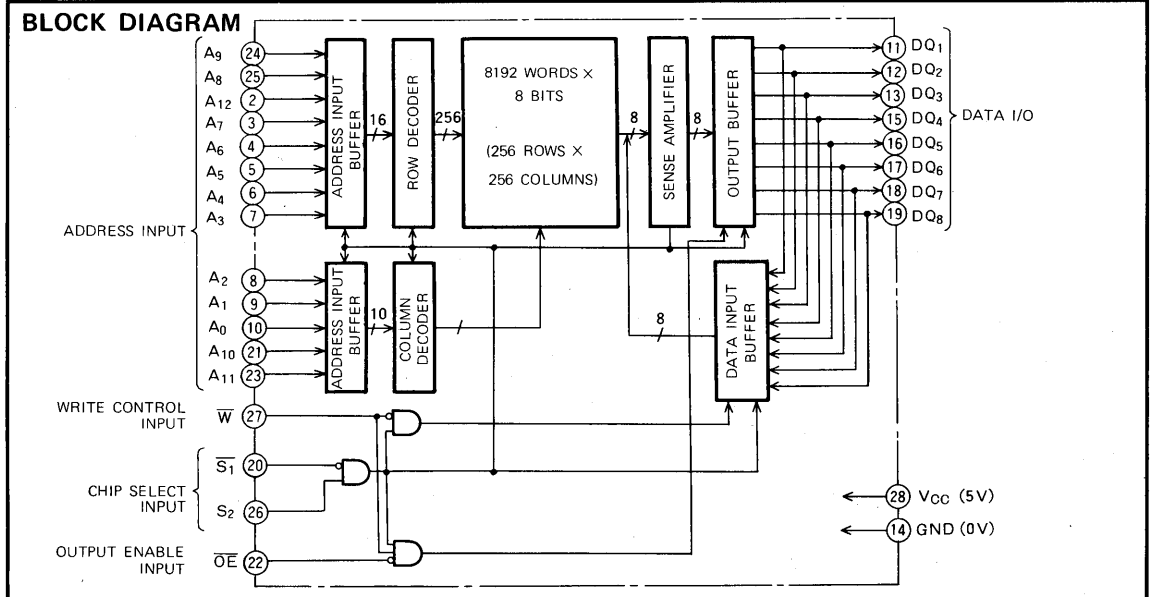 BLOCK DIAGRAM
ADDRESS INPUT
A9 24
A8 25
A12 2
A7 3
A6 4
A5 5
A4 6
A3 7
A2 8
A1 9
A0 10
A10 21
A11 23
ADDRESS INPUT
BUFFER
16
ROW DECODER
256
8192 WORDS ×
8 BITS
(256 ROWS ×
256 COLUMNS)
8
SENSE AMPLIFIER
8
OUTPUT BUFFER
11 DQ1
12 DQ2
13 DQ3
15 DQ4
16 DQ5
17 DQ6
18 DQ7
19 DQ8
DATA I/O
ADDRESS INPUT
BUFFER
10
COLUMN
DECODER
8
DATA INPUT
BUFFER
WRITE CONTROL
INPUT
W̅ 27
CHIP SELECT
INPUT
S̅1 20
S2 26
OUTPUT ENABLE
INPUT
O̅E̅ 22
28 VCC (5V)
14 GND (0V)